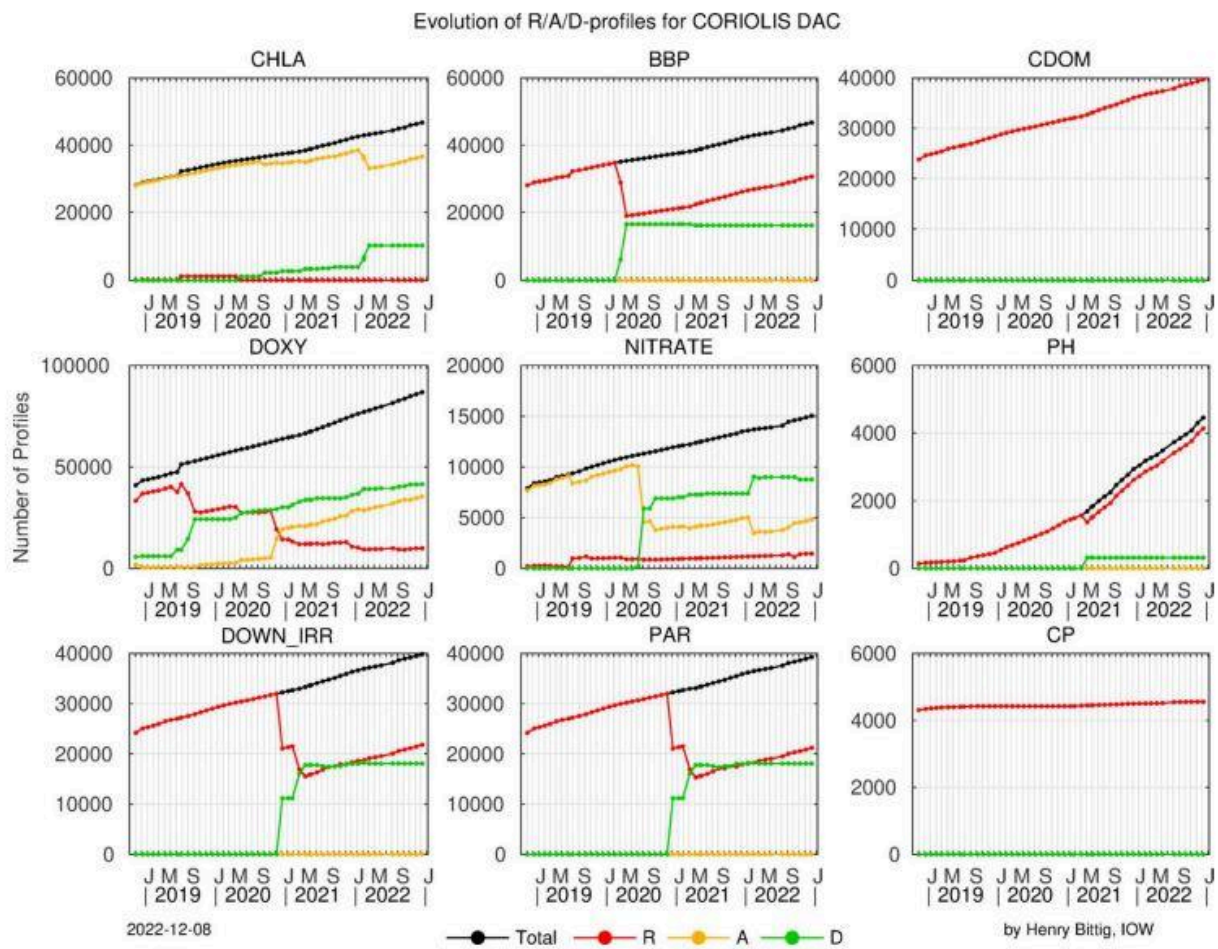 Evolution of R/A/D-profiles for CORIOLIS DAC
CHLA BBP CDOM
60000 60000 40000
40000 40000 30000
20000 20000 20000
10000
0 0 0
J M S J M S J M S J M S J J M S J M S J M S J M S J J M S J M S J M S J M S J
| 2019 | 2020 | 2021 | 2022 | | 2019 | 2020 | 2021 | 2022 | | 2019 | 2020 | 2021 | 2022 |
DOXY NITRATE PH
Number of Profiles
100000 20000 6000
15000 4000
50000 10000
5000 2000
0 0 0
J M S J M S J M S J M S J J M S J M S J M S J M S J J M S J M S J M S J M S J
| 2019 | 2020 | 2021 | 2022 | | 2019 | 2020 | 2021 | 2022 | | 2019 | 2020 | 2021 | 2022 |
DOWN_IRR PAR CP
40000 40000 6000
30000 30000 4000
20000 20000
10000 10000 2000
0 0 0
J M S J M S J M S J M S J J M S J M S J M S J M S J J M S J M S J M S J M S J
| 2019 | 2020 | 2021 | 2022 | | 2019 | 2020 | 2021 | 2022 | | 2019 | 2020 | 2021 | 2022 |
2022-12-08 Total R A D by Henry Bittig, IOW